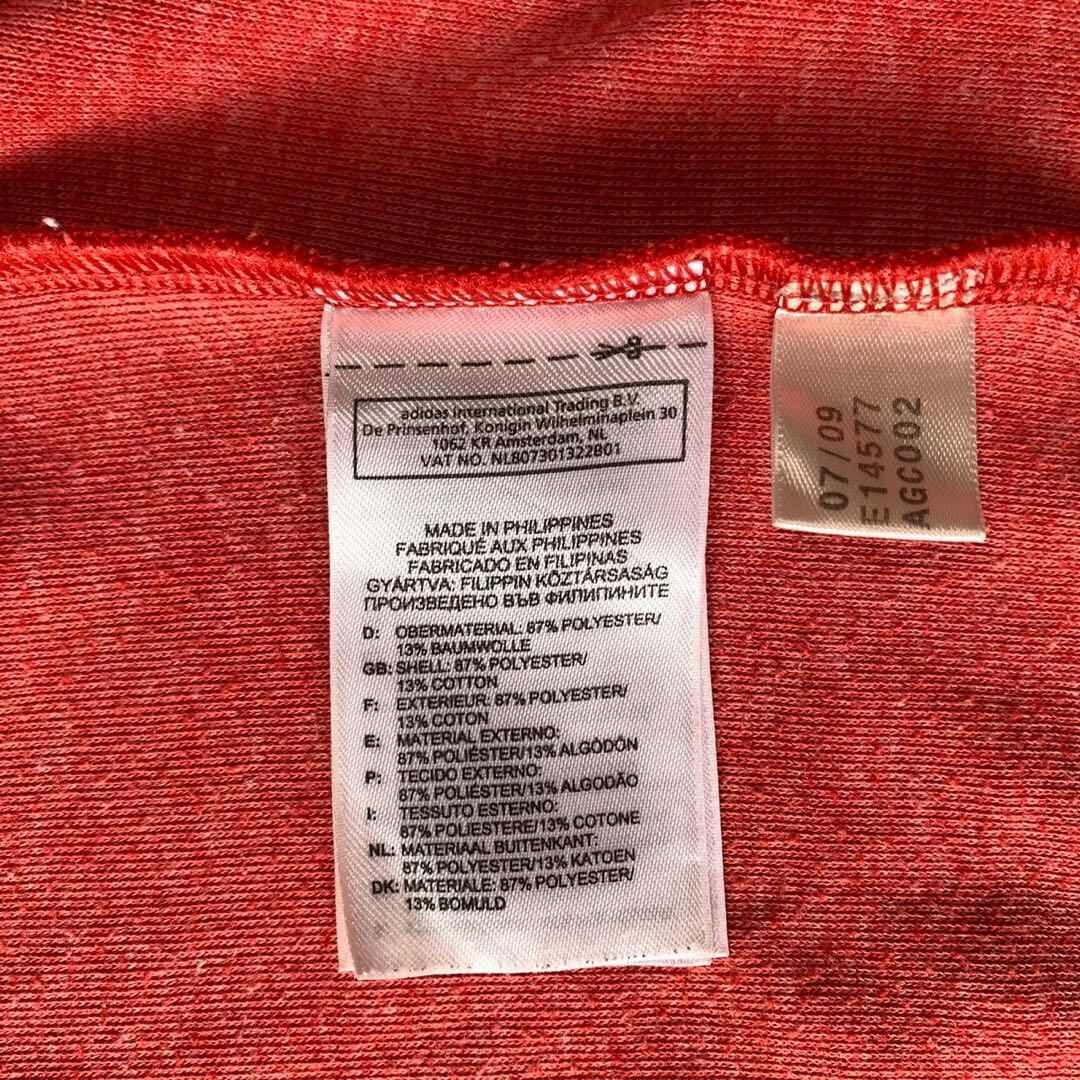 adidas International Trading B.V.
De Prinsenhof, Konigin Wilhelminaplein 30
1062 KR Amsterdam, NL
VAT NO. NL807301322B01
MADE IN PHILIPPINES
FABRIQUÉ AUX PHILIPPINES
FABRICADO EN FILIPINAS
GYÁRTVA: FILIPPIN KÖZTÁRSASÁG
ПРОИЗВЕДЕНО ВЪВ ФИЛИПИНИТЕ
D: OBERMATERIAL: 87% POLYESTER/
13% BAUMWOLLE
GB: SHELL: 87% POLYESTER/
13% COTTON
F: EXTERIEUR: 87% POLYESTER/
13% COTON
E: MATERIAL EXTERNO:
87% POLIÉSTER/13% ALGODÓN
P: TECIDO EXTERNO:
87% POLIÉSTER/13% ALGODÃO
I: TESSUTO ESTERNO:
87% POLIESTERE/13% COTONE
NL: MATERIAAL BUITENKANT:
87% POLYESTER/13% KATOEN
DK: MATERIALE: 87% POLYESTER/
13% BOMULD
07/09
E14577
AGC002